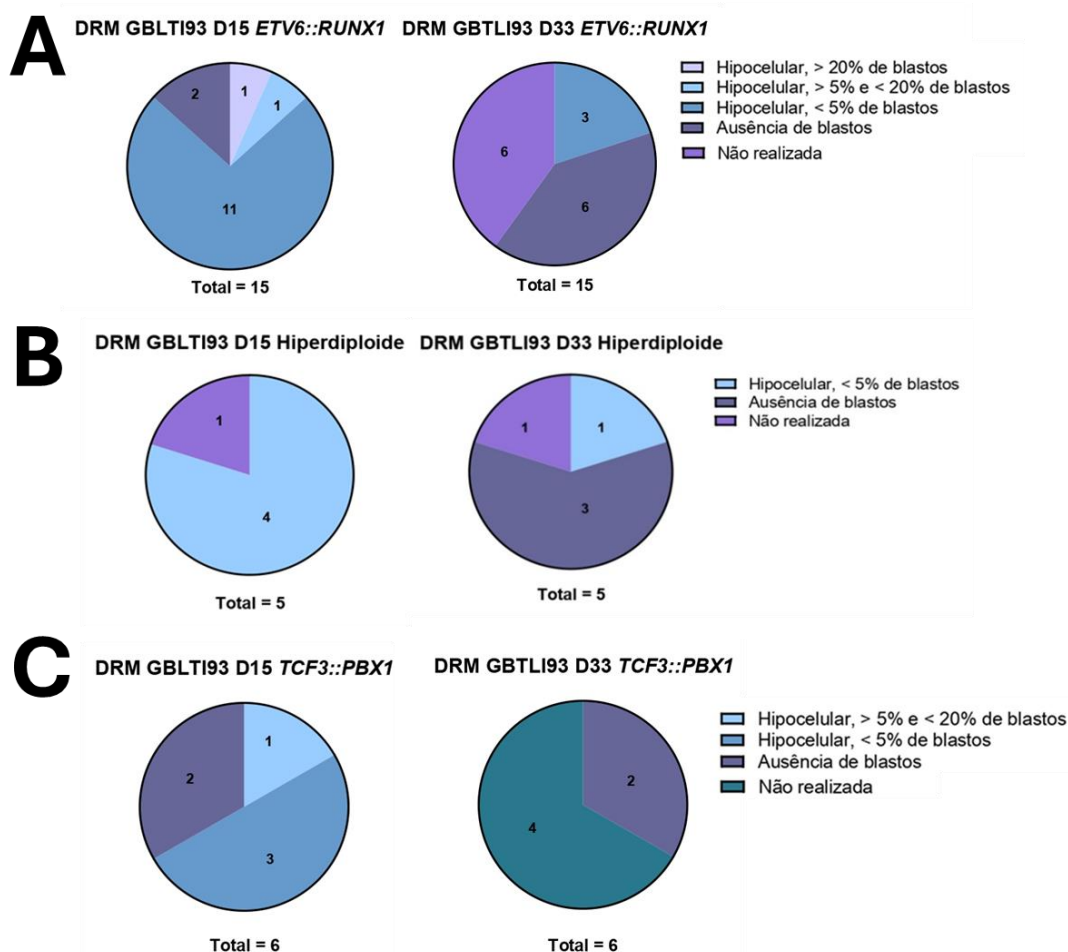 A
DRM GBLTI93 D15 ETV6::RUNX1
DRM GBTLI93 D33 ETV6::RUNX1
2
1
1
11
Total = 15
6
3
6
Total = 15
Hipocelular, > 20% de blastos
Hipocelular, > 5% e < 20% de blastos
Hipocelular, < 5% de blastos
Ausência de blastos
Não realizada
B
DRM GBLTI93 D15 Hiperdiploide
DRM GBTLI93 D33 Hiperdiploide
1
4
Total = 5
1
1
3
Total = 5
Hipocelular, < 5% de blastos
Ausência de blastos
Não realizada
C
DRM GBLTI93 D15 TCF3::PBX1
DRM GBTLI93 D33 TCF3::PBX1
2
1
3
Total = 6
2
4
Total = 6
Hipocelular, > 5% e < 20% de blastos
Hipocelular, < 5% de blastos
Ausência de blastos
Não realizada